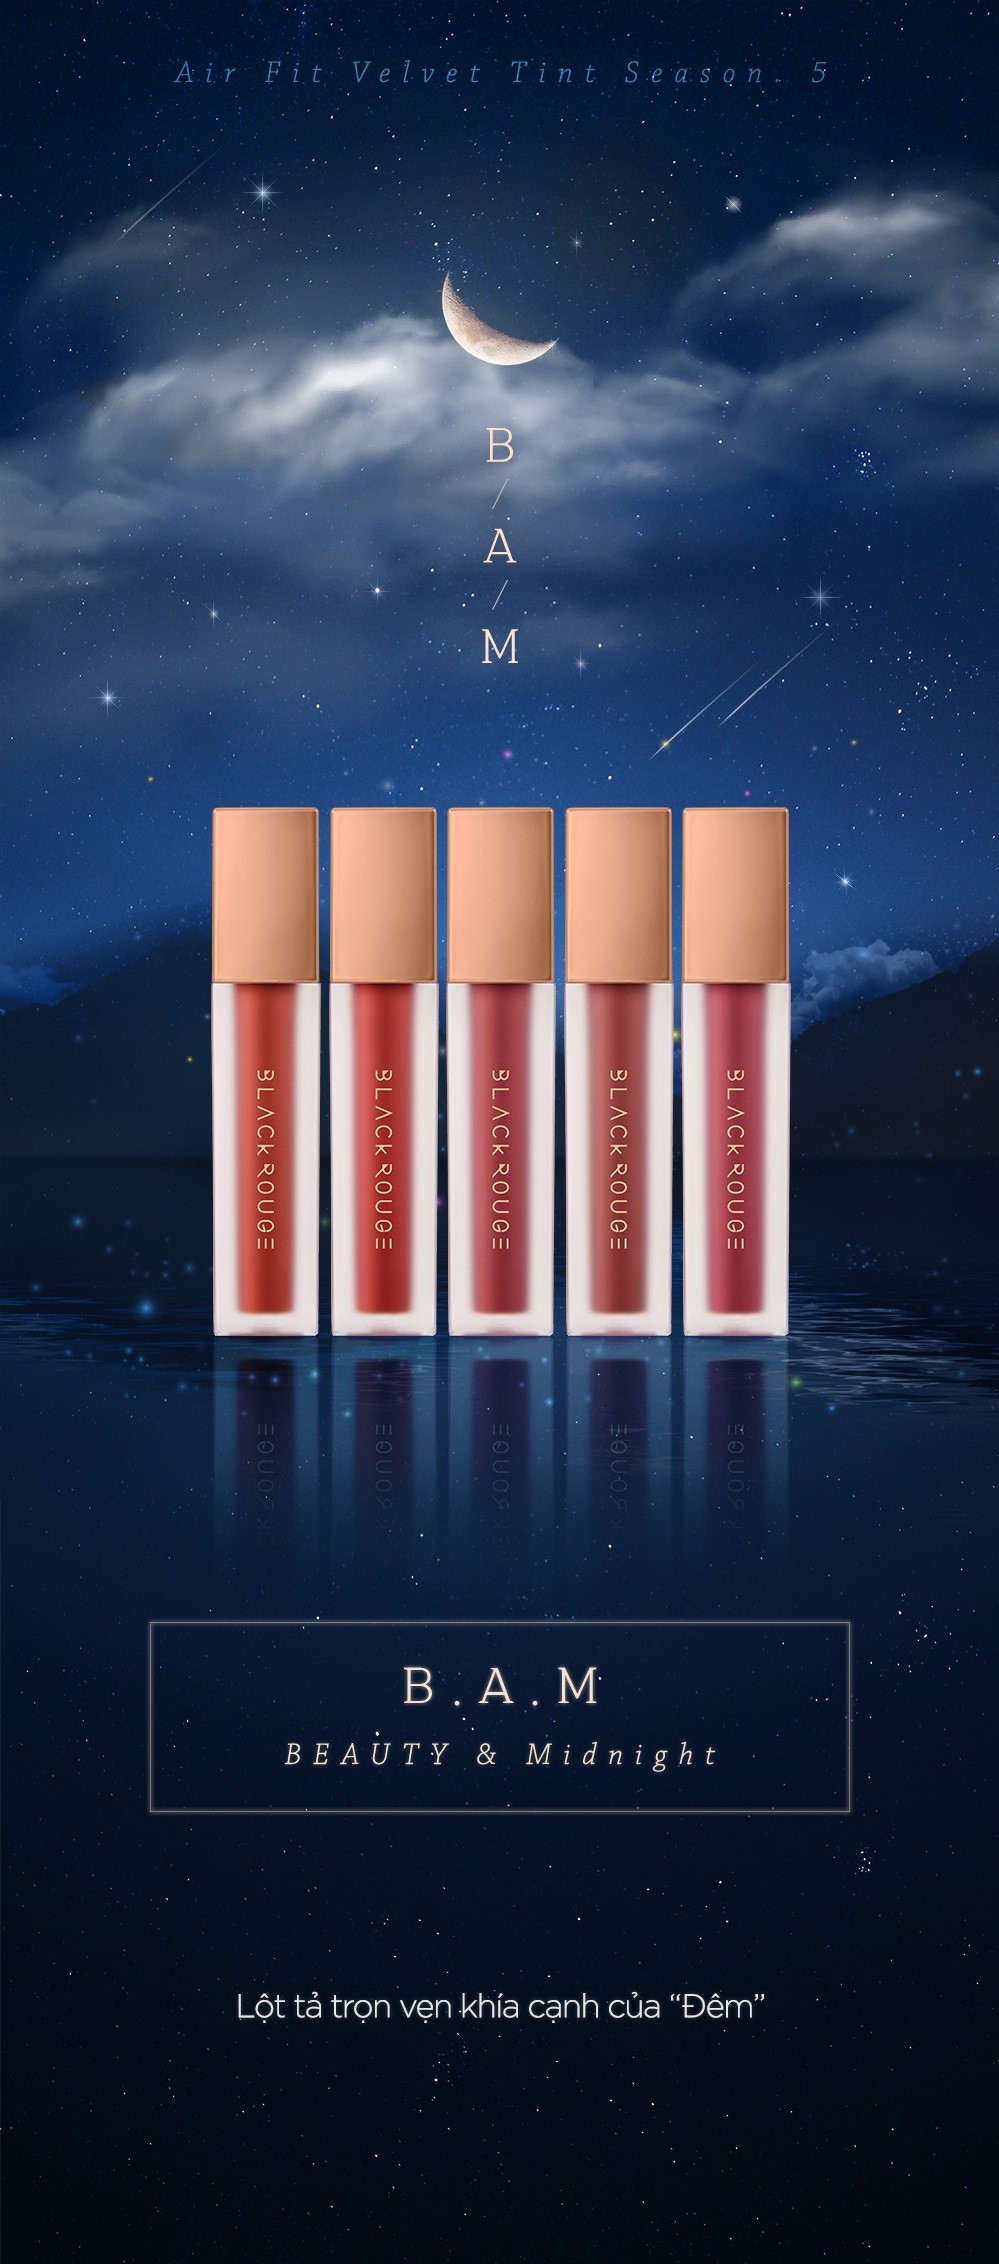 Air Fit Velvet Tint Season. 5
B
/
A
/
M
BLACK ROUGE
BLACK ROUGE
BLACK ROUGE
BLACK ROUGE
BLACK ROUGE
B.A.M
BEAUTY & Midnight
Lột tả trọn vẹn khía cạnh của “Đêm”